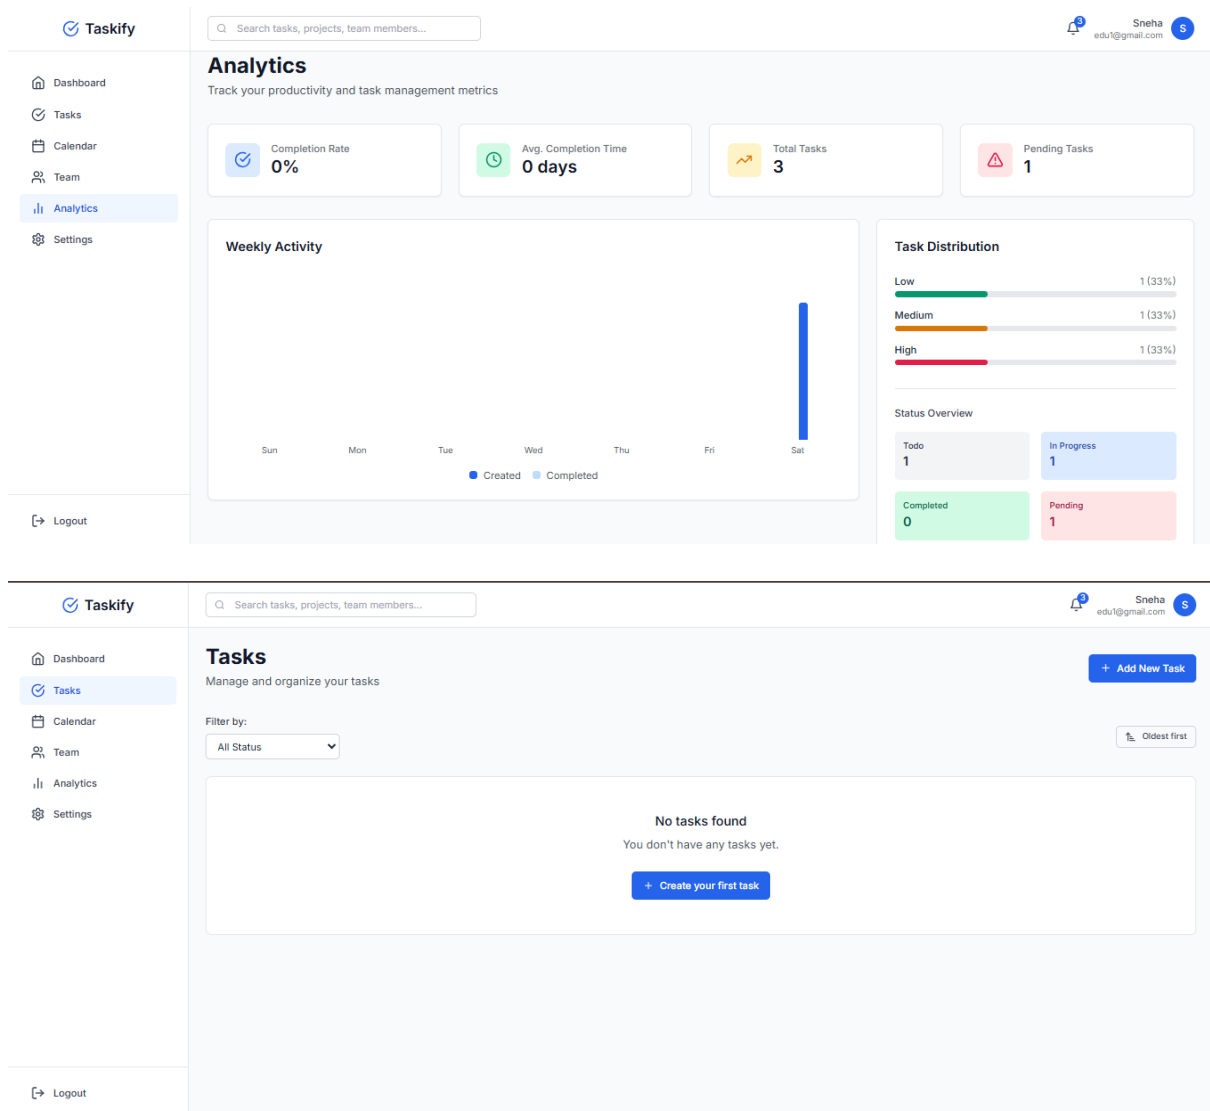 Taskify
Search tasks, projects, team members...
3
Sneha
edu1@gmail.com
S
Dashboard
Tasks
Calendar
Team
Analytics
Settings
Logout
Analytics
Track your productivity and task management metrics
Completion Rate
0%
Avg. Completion Time
0 days
Total Tasks
3
Pending Tasks
1
Weekly Activity
Sun Mon Tue Wed Thu Fri Sat
Created Completed
Task Distribution
Low 1 (33%)
Medium 1 (33%)
High 1 (33%)
Status Overview
Todo
1
In Progress
1
Completed
0
Pending
1
Taskify
Search tasks, projects, team members...
3
Sneha
edu1@gmail.com
S
Dashboard
Tasks
Calendar
Team
Analytics
Settings
Logout
Tasks
Manage and organize your tasks
+ Add New Task
Filter by:
All Status
Oldest first
No tasks found
You don't have any tasks yet.
+ Create your first task